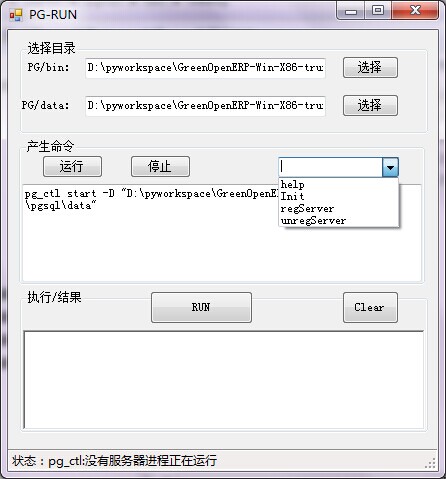 PG-RUN
选择目录
PG/bin: D:\pyworkspace\GreenOpenERP-Win-X86-tru 选择
PG/data: D:\pyworkspace\GreenOpenERP-Win-X86-tru 选择
产生命令
运行 停止
help
Init
regServer
unregServer
pg_ctl start -D "D:\pyworkspace\GreenOpenE
\pgsql\data"
执行/结果 RUN Clear
状态：pg_ctl:没有服务器进程正在运行